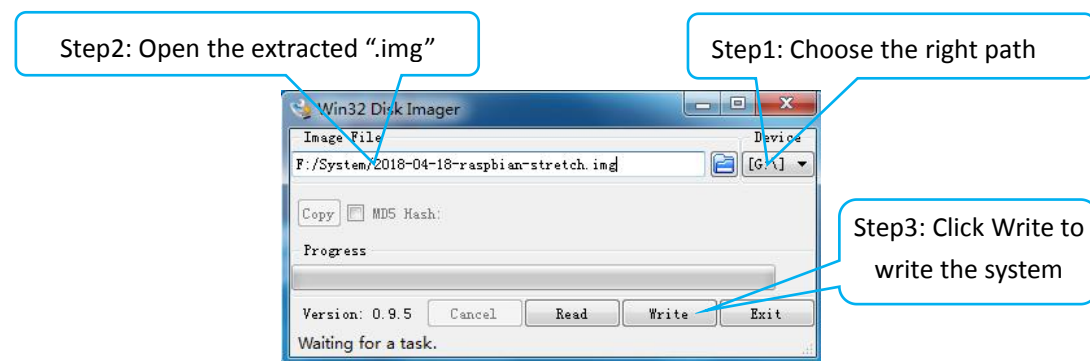 Step2: Open the extracted “.img”
Step1: Choose the right path
Win32 Disk Imager
Image File
Device
F:/System/2018-04-18-raspbian-stretch.img
[G:\]
Copy
MD5 Hash:
Progress
Step3: Click Write to
write the system
Version: 0.9.5
Cancel
Read
Write
Exit
Waiting for a task.